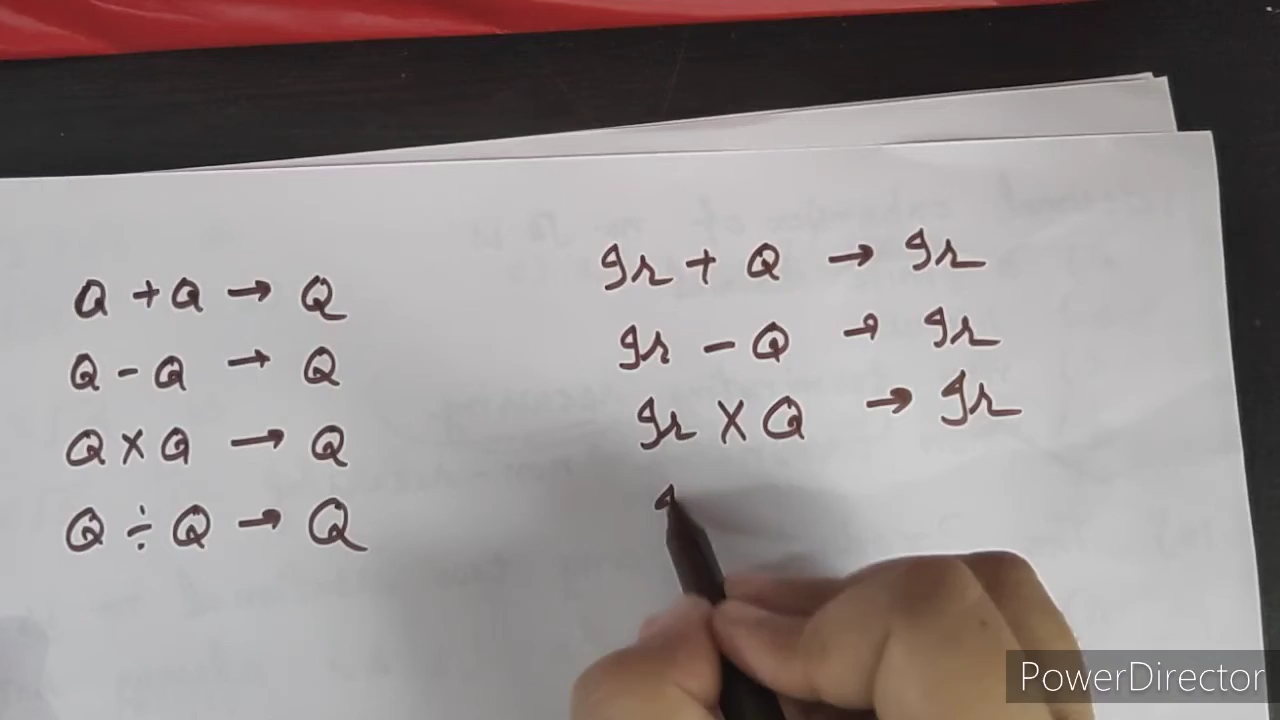 Q + Q → Q
Q - Q → Q
Q × Q → Q
Q ÷ Q → Q
Ir + Q → Ir
Ir - Q → Ir
Ir × Q → Ir
PowerDirector